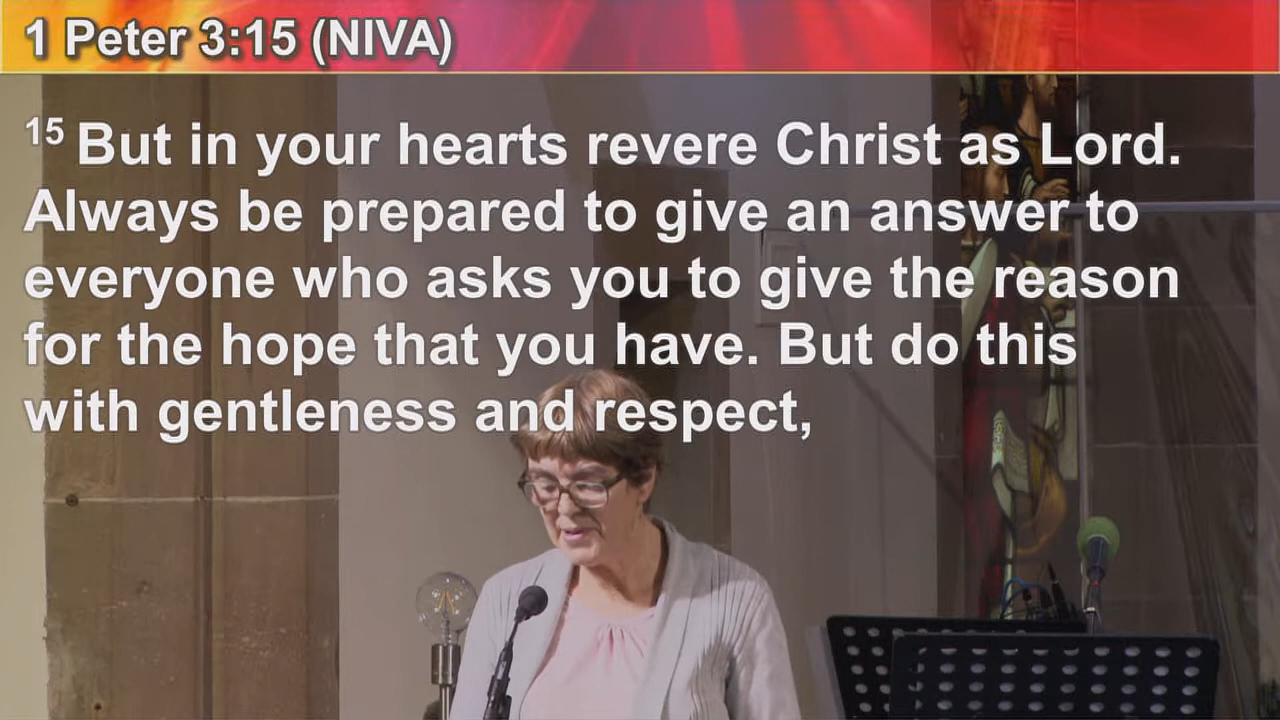 1 Peter 3:15 (NIVA)
15 But in your hearts revere Christ as Lord.
Always be prepared to give an answer to
everyone who asks you to give the reason
for the hope that you have. But do this
with gentleness and respect,